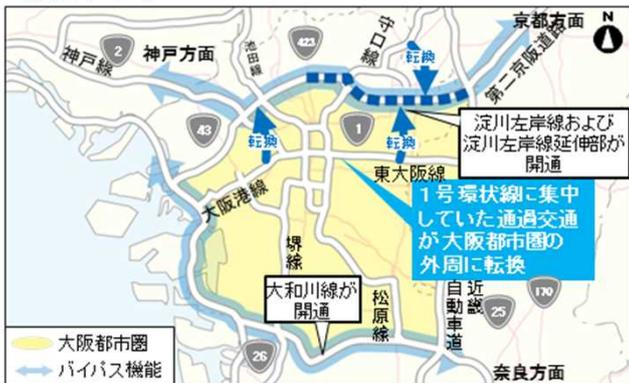 京都方面
N
423
守口線
池田線
2
神戸方面
神戸線
転換
第二京阪道路
43
1
転換
転換
淀川左岸線および
淀川左岸線延伸部が
開通
東大阪線
大阪港線
1号環状線に集中
していた通過交通
が大阪都市圏の
外周に転換
堺線
大和川線が
開通
松原線
近畿
自動車道
170
25
大阪都市圏
バイパス機能
26
奈良方面